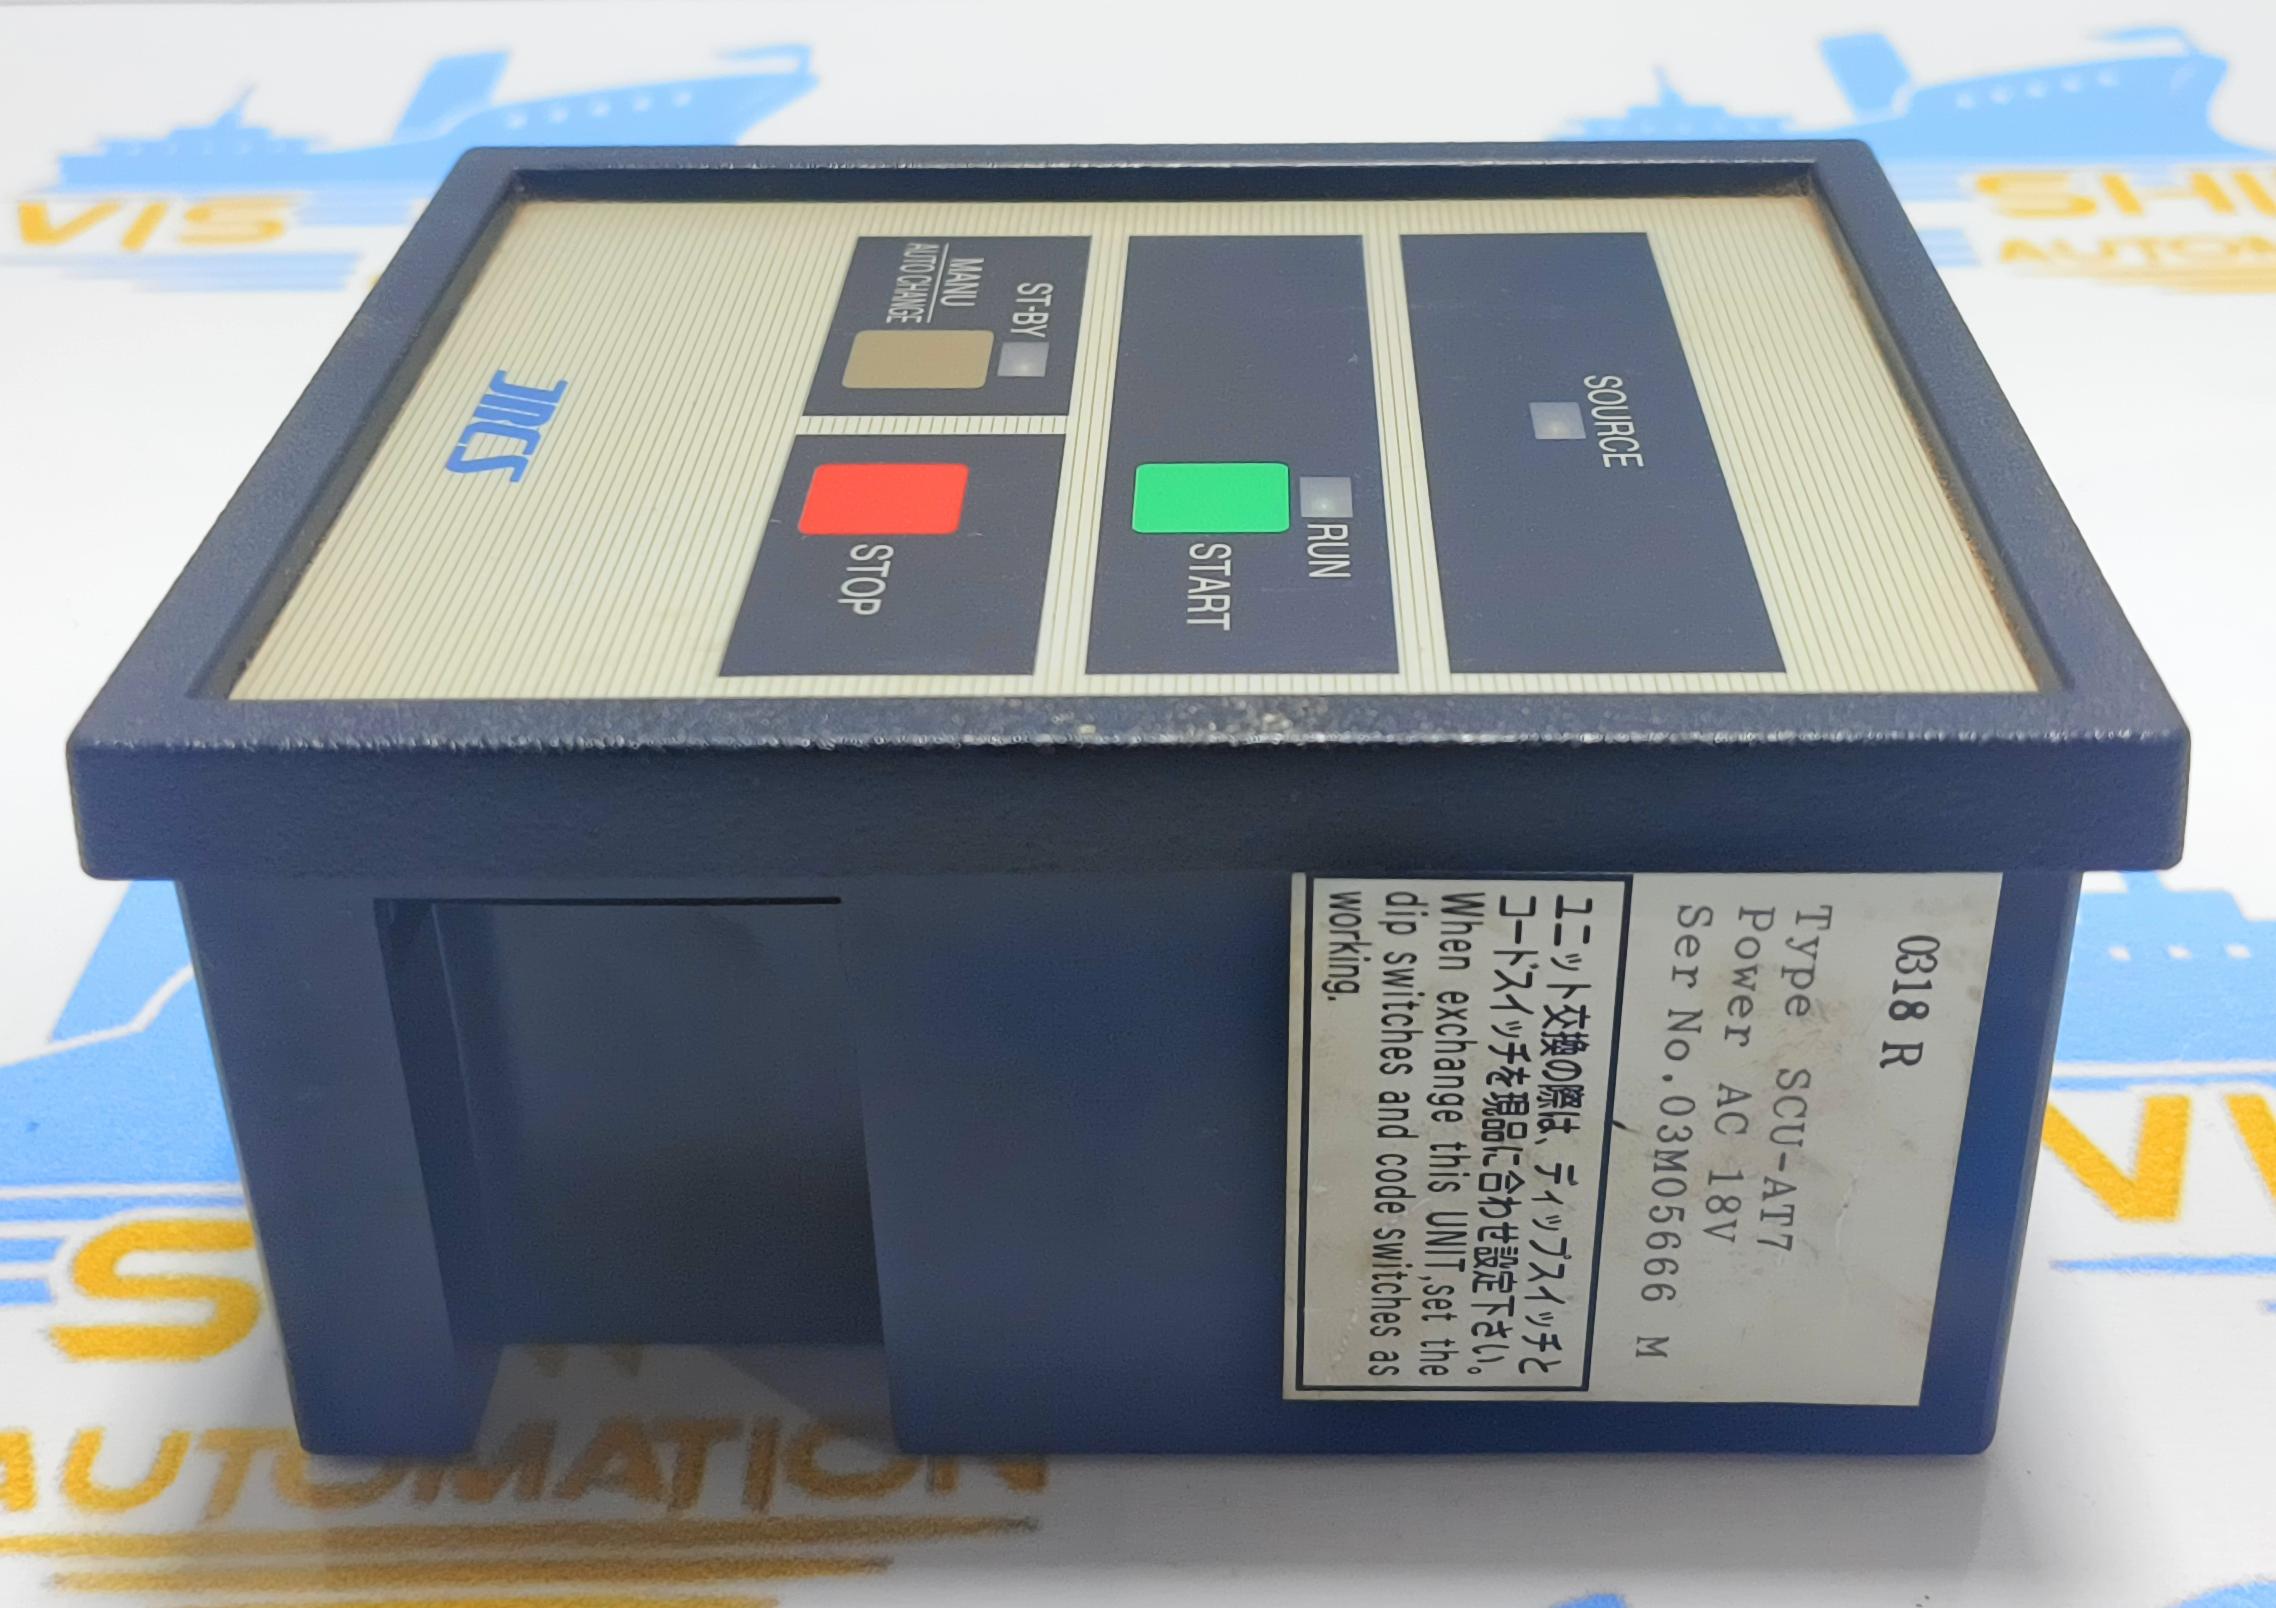 SOURCE
RUN
START
ST-BY
MANU
AUTO CHANGE
STOP
JRCS
0318 R
Type SCU-AT7
Power AC 18V
Ser No.03M05666 M
ユニット交換の際は、ディップスイッチと
コードスイッチを現品に合わせ設定下さい。
When exchange this UNIT,set the
dip switches and code switches as
working.
VIS
SHI
AUTOM
AUTOMATION